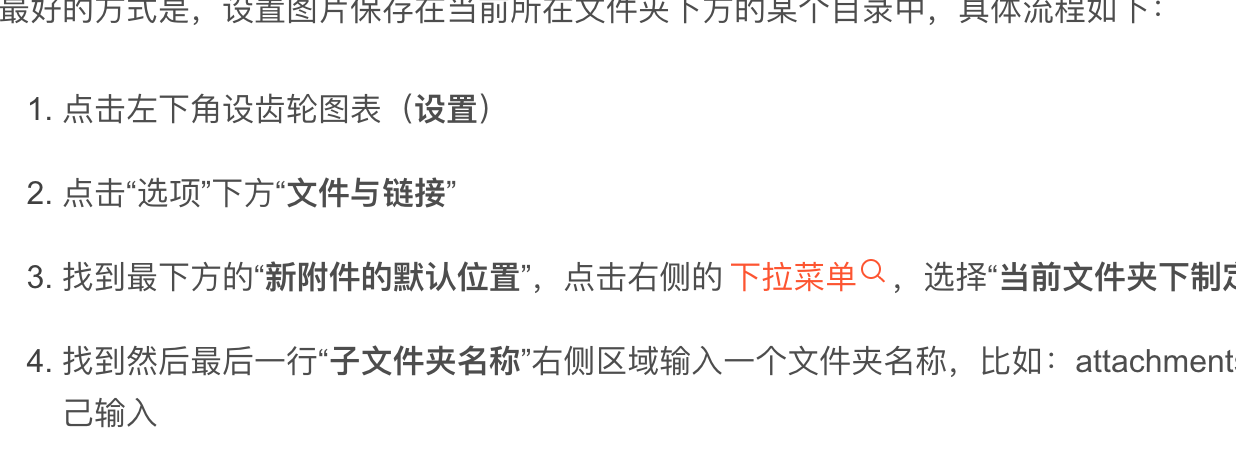 最好的方式是，设置图片保存在当前所在文件夹下方的某个目录中，具体流程如下：
1. 点击左下角设齿轮图表（设置）
2. 点击“选项”下方“文件与链接”
3. 找到最下方的“新附件的默认位置”，点击右侧的 下拉菜单 ，选择“当前文件夹下制定
4. 找到然后最后一行“子文件夹名称”右侧区域输入一个文件夹名称，比如：attachments
己输入